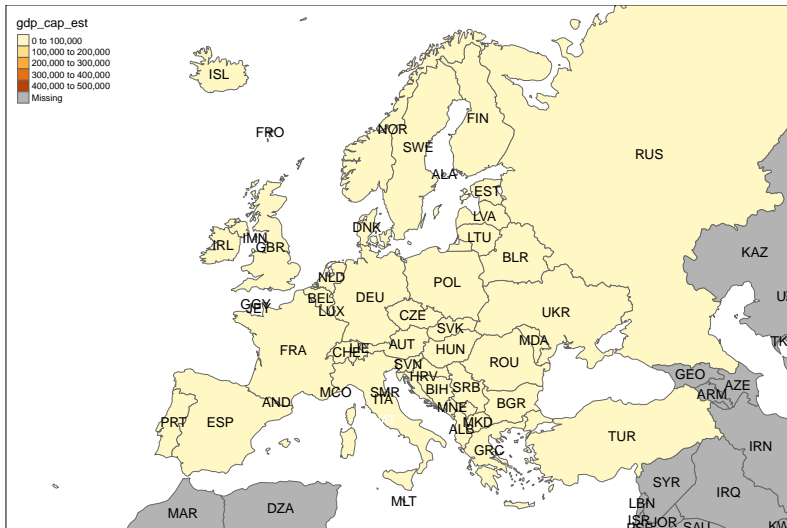 gdp_cap_est
0 to 100,000
100,000 to 200,000
200,000 to 300,000
300,000 to 400,000
400,000 to 500,000
Missing
ISL
FRO
NOR
SWE
FIN
ALA
RUS
EST
LVA
LTU
DNK
IRL
IMN
GBR
BLR
KAZ
NLD
BEL
LUX
DEU
POL
GGY
JEY
CZE
SVK
UKR
FRA
CHE
LIE
AUT
HUN
MDA
ROU
SVN
HRV
BIH
SRB
MCO
SMR
ITA
AND
PRT
ESP
MNE
MKD
ALB
BGR
GRC
TUR
GEO
ARM
AZE
TK
IRN
SYR
LBN
IRQ
ISR
JOR
MLT
MAR
DZA